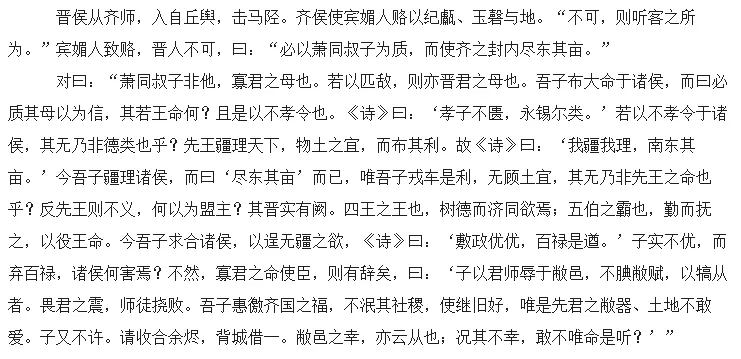 晋侯从齐师，入自丘舆，击马陉。齐侯使宾媚人赂以纪甗、玉磬与地。“不可，则听客之所
为。”宾媚人致赂，晋人不可，曰：“必以萧同叔子为质，而使齐之封内尽东其亩。”
对曰：“萧同叔子非他，寡君之母也。若以匹敌，则亦晋君之母也。吾子布大命于诸侯，而曰必
质其母以为信，其若王命何？且是以不孝令也。《诗》曰：‘孝子不匮，永锡尔类。’若以不孝令于诸
侯，其无乃非德类也乎？先王疆理天下，物土之宜，而布其利。故《诗》曰：‘我疆我理，南东其
亩。’今吾子疆理诸侯，而曰‘尽东其亩’而已，唯吾子戎车是利，无顾土宜，其无乃非先王之命也
乎？反先王则不义，何以为盟主？其晋实有阙。四王之王也，树德而济同欲焉；五伯之霸也，勤而抚
之，以役王命。今吾子求合诸侯，以逞无疆之欲，《诗》曰：‘敷政优优，百禄是遒。’子实不优，而
弃百禄，诸侯何害焉？不然，寡君之命使臣，则有辞矣，曰：‘子以君师辱于敝邑，不腆敝赋，以犒从
者。畏君之震，师徒挠败。吾子惠徼齐国之福，不泯其社稷，使继旧好，唯是先君之敝器、土地不敢
爱。子又不许。请收合余烬，背城借一。敝邑之幸，亦云从也；况其不幸，敢不唯命是听？’”